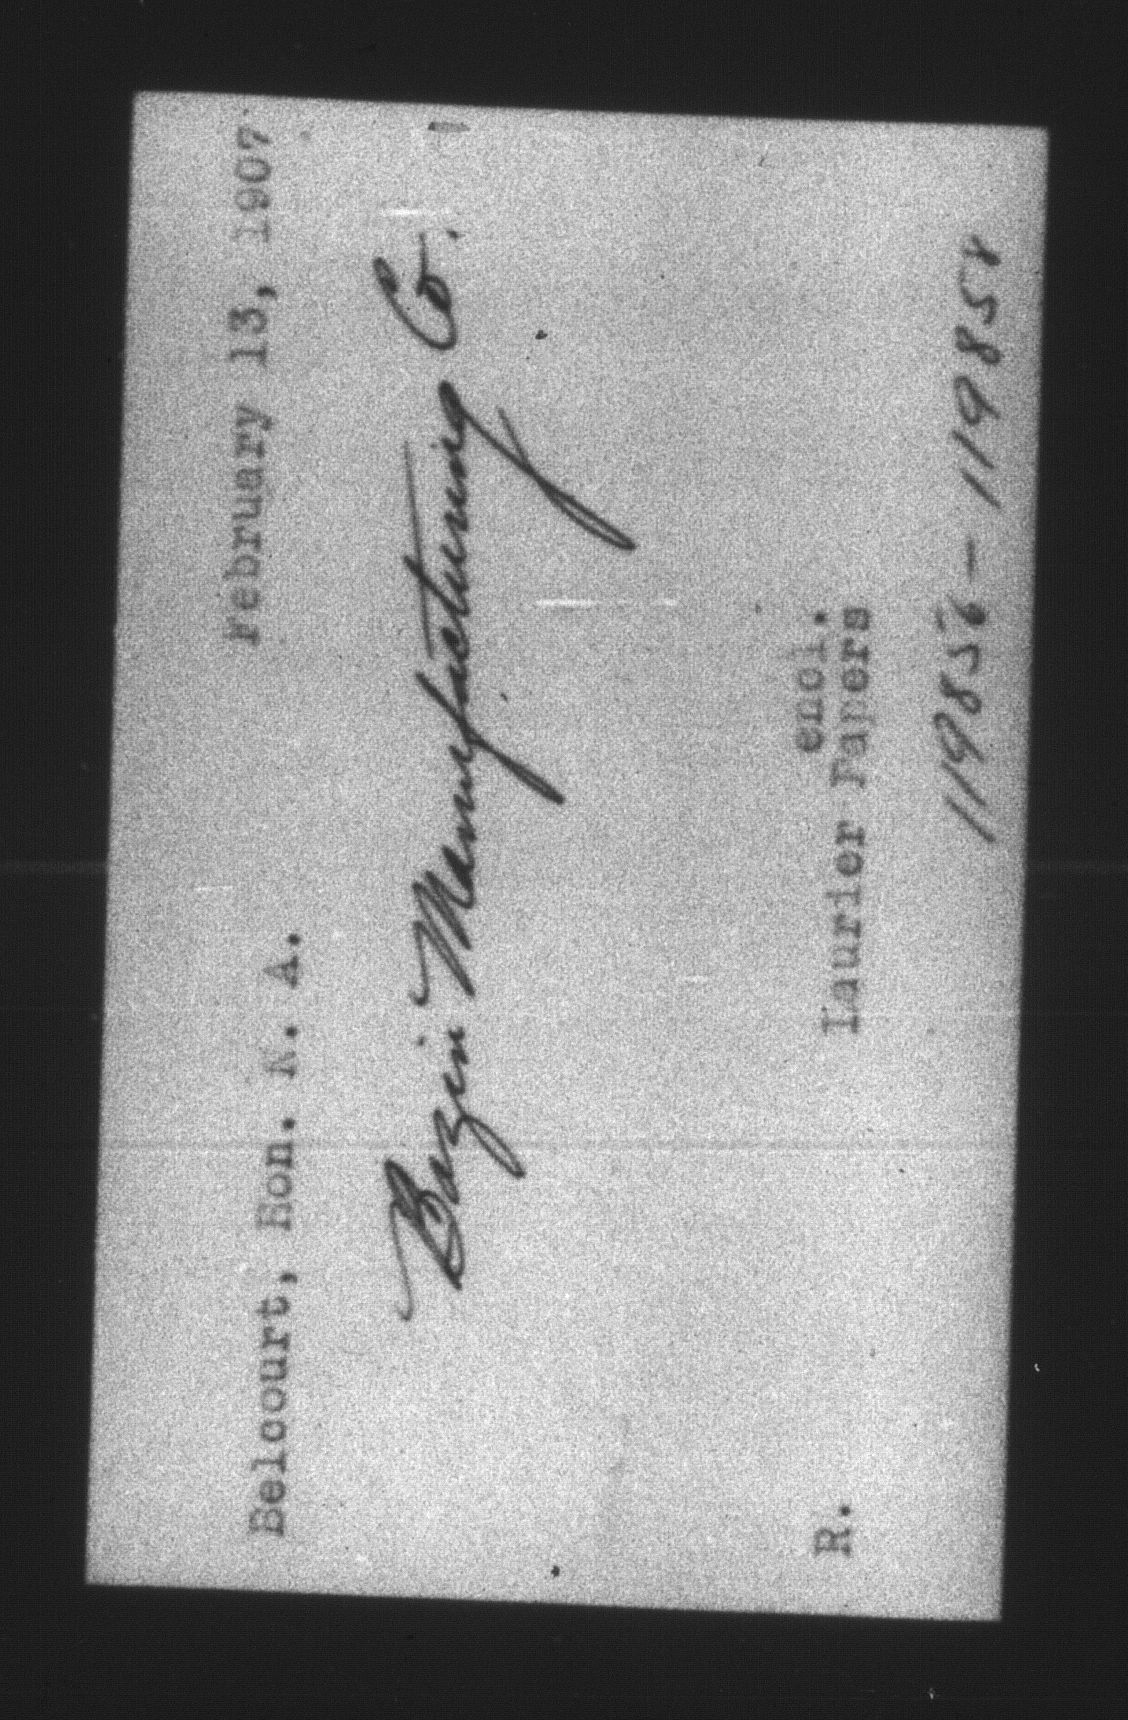 Belcourt, Hon. N. A. February 13, 1907
Bazin Manufacturing Co.
encl.
R. Laurier Papers
119856 - 119858